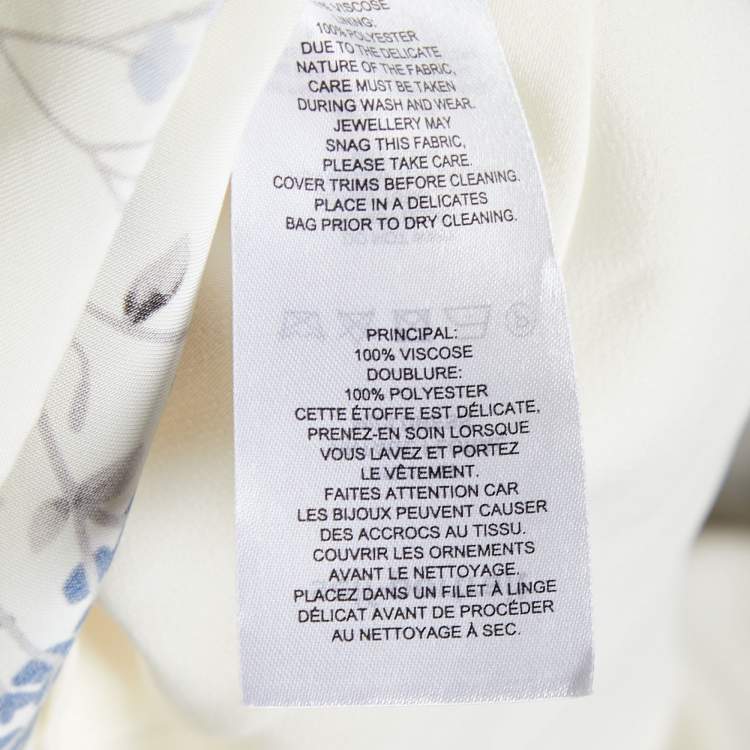 VISCOSE
LINING:
100% POLYESTER
DUE TO THE DELICATE
NATURE OF THE FABRIC,
CARE MUST BE TAKEN
DURING WASH AND WEAR.
JEWELLERY MAY
SNAG THIS FABRIC,
PLEASE TAKE CARE.
COVER TRIMS BEFORE CLEANING.
PLACE IN A DELICATES
BAG PRIOR TO DRY CLEANING.
PRINCIPAL:
100% VISCOSE
DOUBLURE:
100% POLYESTER
CETTE ÉTOFFE EST DÉLICATE,
PRENEZ-EN SOIN LORSQUE
VOUS LAVEZ ET PORTEZ
LE VÊTEMENT.
FAITES ATTENTION CAR
LES BIJOUX PEUVENT CAUSER
DES ACCROCS AU TISSU.
COUVRIR LES ORNEMENTS
AVANT LE NETTOYAGE.
PLACEZ DANS UN FILET À LINGE
DÉLICAT AVANT DE PROCÉDER
AU NETTOYAGE À SEC.